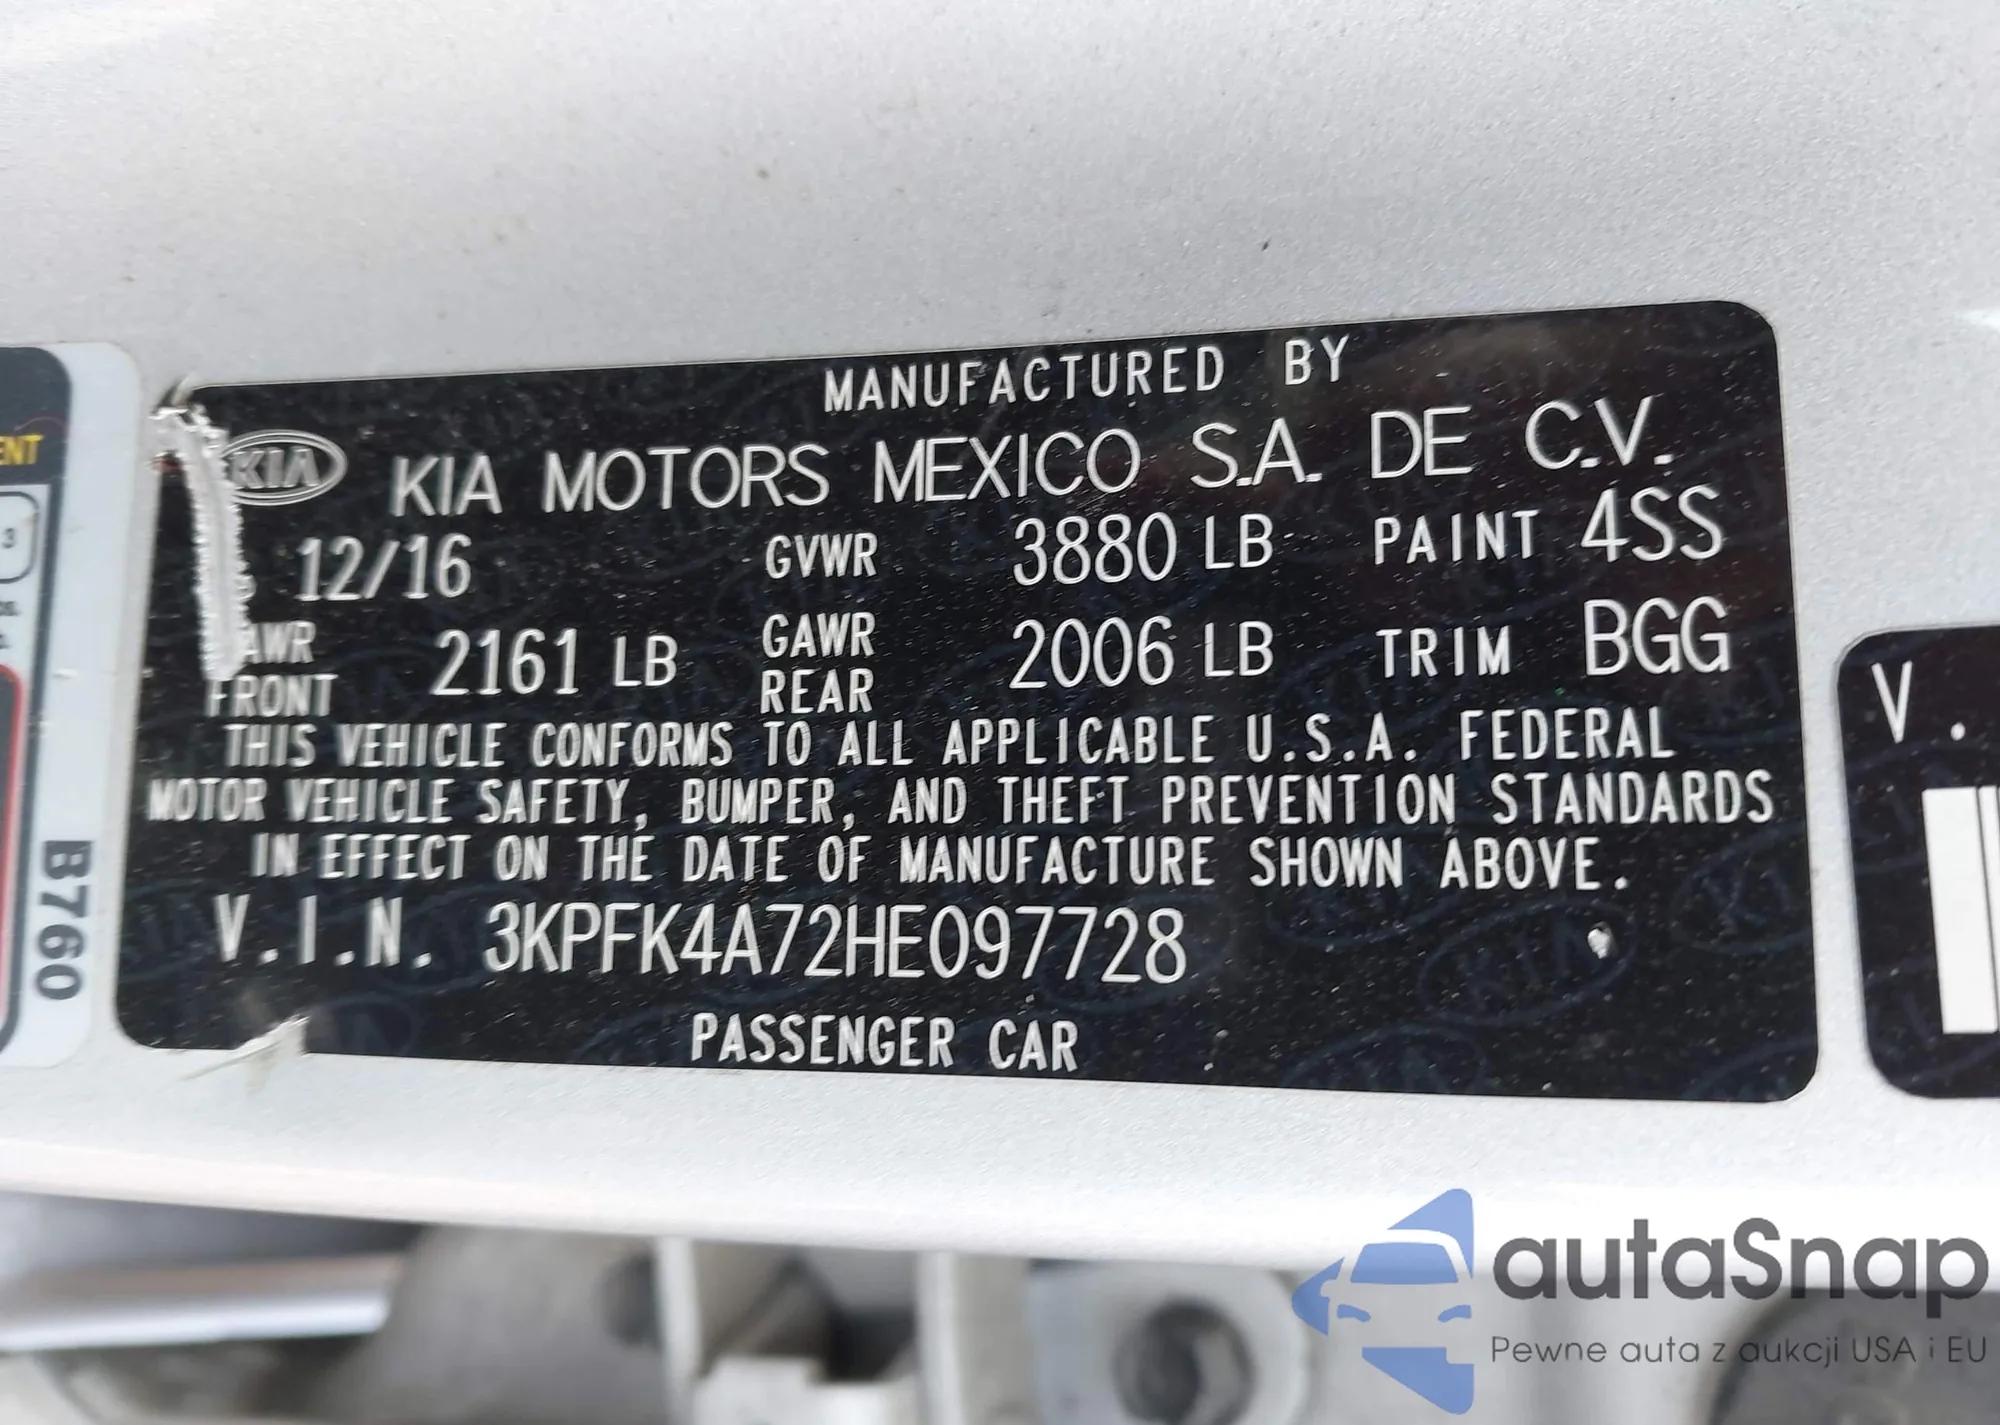 MANUFACTURED BY
KIA KIA MOTORS MEXICO S.A. DE C.V.
12/16 GVWR 3880 LB PAINT 4SS
GAWR FRONT 2161 LB GAWR REAR 2006 LB TRIM BGG
THIS VEHICLE CONFORMS TO ALL APPLICABLE U.S.A. FEDERAL
MOTOR VEHICLE SAFETY, BUMPER, AND THEFT PREVENTION STANDARDS
IN EFFECT ON THE DATE OF MANUFACTURE SHOWN ABOVE.
V.I.N. 3KPFK4A72HE097728
PASSENGER CAR
B760
3
V.
autaSnap
Pewne auta z aukcji USA i EU